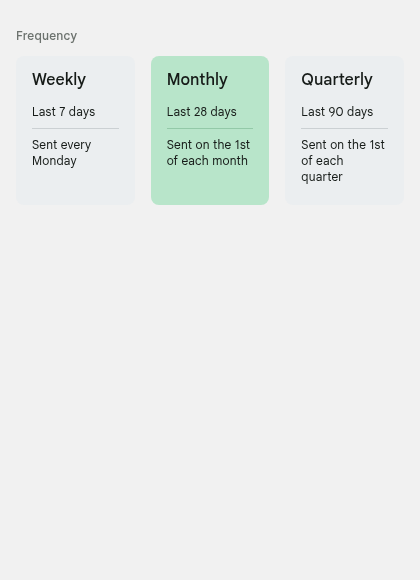 Frequency
Weekly
Last 7 days
Sent every
Monday
Monthly
Last 28 days
Sent on the 1st
of each month
Quarterly
Last 90 days
Sent on the 1st
of each
quarter